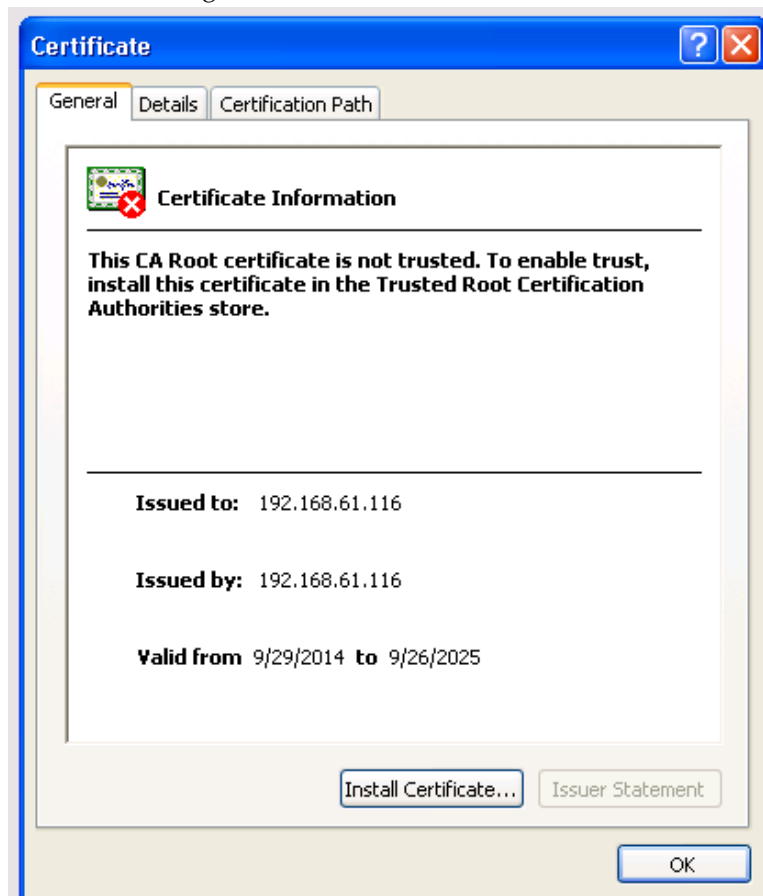 Certificate
General Details Certification Path
Certificate Information
This CA Root certificate is not trusted. To enable trust,
install this certificate in the Trusted Root Certification
Authorities store.
Issued to: 192.168.61.116
Issued by: 192.168.61.116
Valid from 9/29/2014 to 9/26/2025
Install Certificate... Issuer Statement
OK